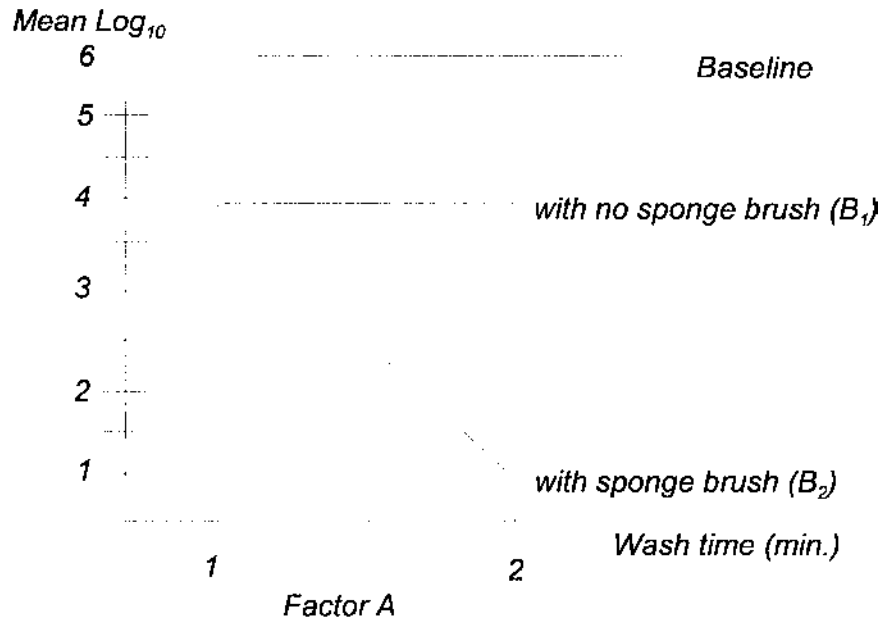 Mean Log₁₀
6
Baseline
5
4
with no sponge brush (B₁)
3
2
1
with sponge brush (B₂)
Wash time (min.)
1
2
Factor A